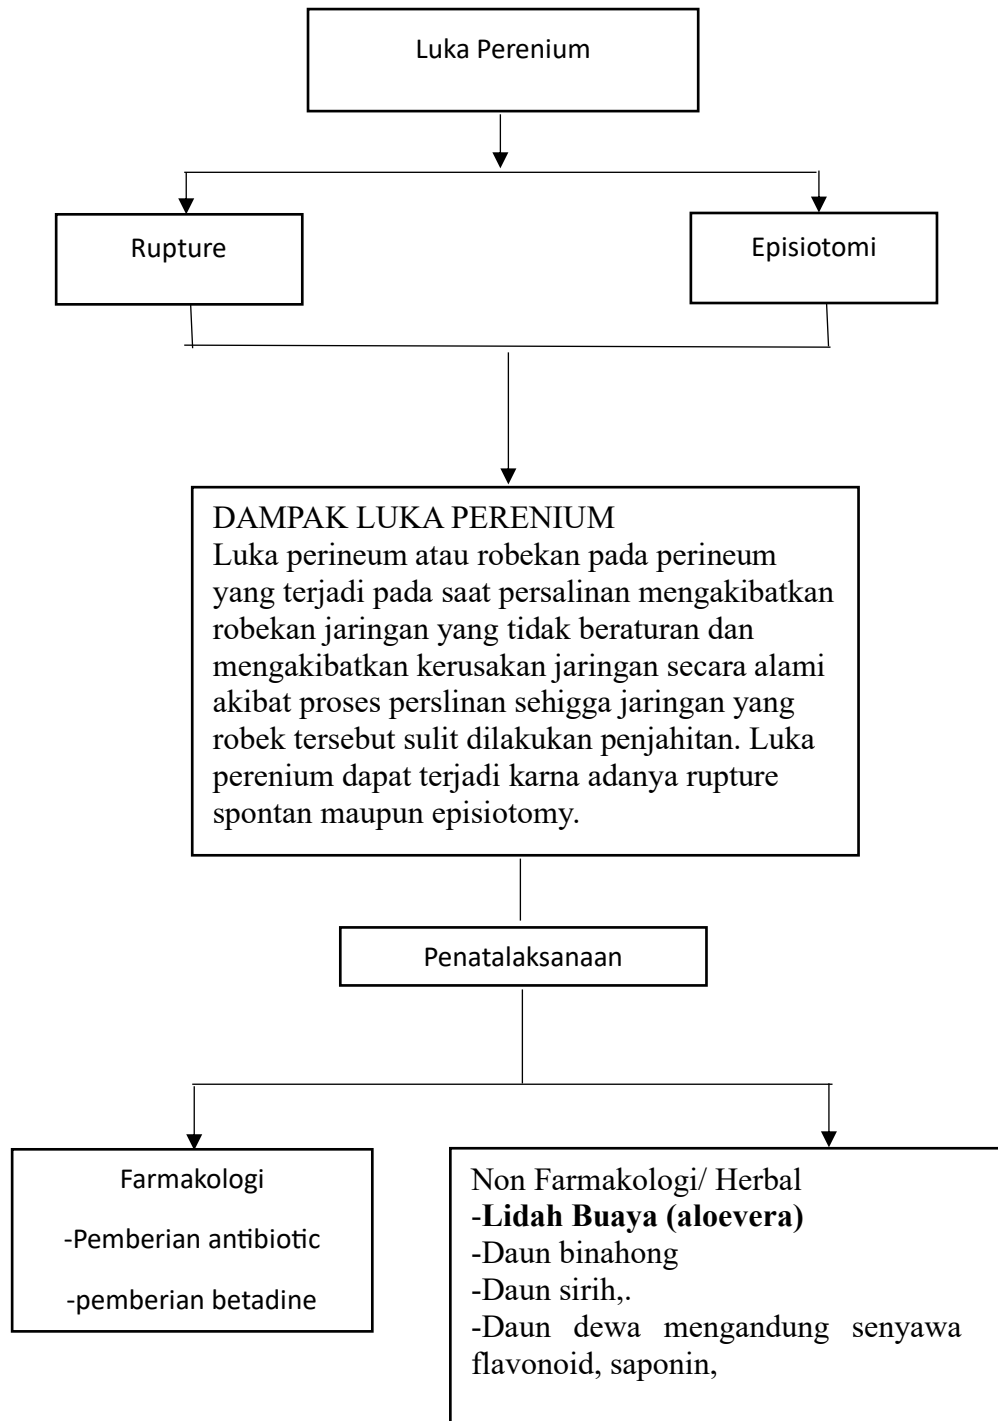 Luka Perenium
Rupture
Episiotomi
DAMPAK LUKA PERENIUM
Luka perineum atau robekan pada perineum
yang terjadi pada saat persalinan mengakibatkan
robekan jaringan yang tidak beraturan dan
mengakibatkan kerusakan jaringan secara alami
akibat proses perslinan sehigga jaringan yang
robek tersebut sulit dilakukan penjahitan. Luka
perenium dapat terjadi karna adanya rupture
spontan maupun episiotomy.
Penatalaksanaan
Farmakologi
-Pemberian antibiotic
-pemberian betadine
Non Farmakologi/ Herbal
-Lidah Buaya (aloevera)
-Daun binahong
-Daun sirih,.
-Daun dewa mengandung senyawa
flavonoid, saponin,